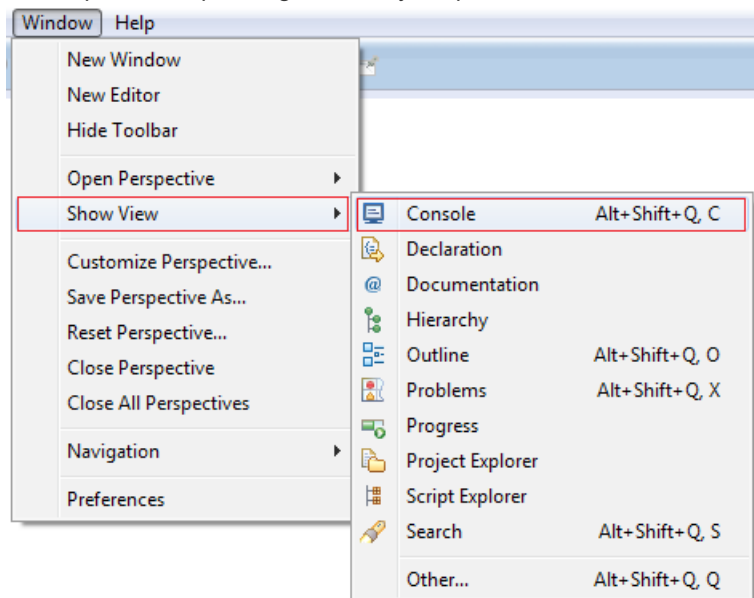 Window Help
New Window
New Editor
Hide Toolbar
Open Perspective
Show View
Customize Perspective...
Save Perspective As...
Reset Perspective...
Close Perspective
Close All Perspectives
Navigation
Preferences
Console Alt+Shift+Q, C
Declaration
@ Documentation
Hierarchy
Outline Alt+Shift+Q, O
Problems Alt+Shift+Q, X
Progress
Project Explorer
Script Explorer
Search Alt+Shift+Q, S
Other... Alt+Shift+Q, Q